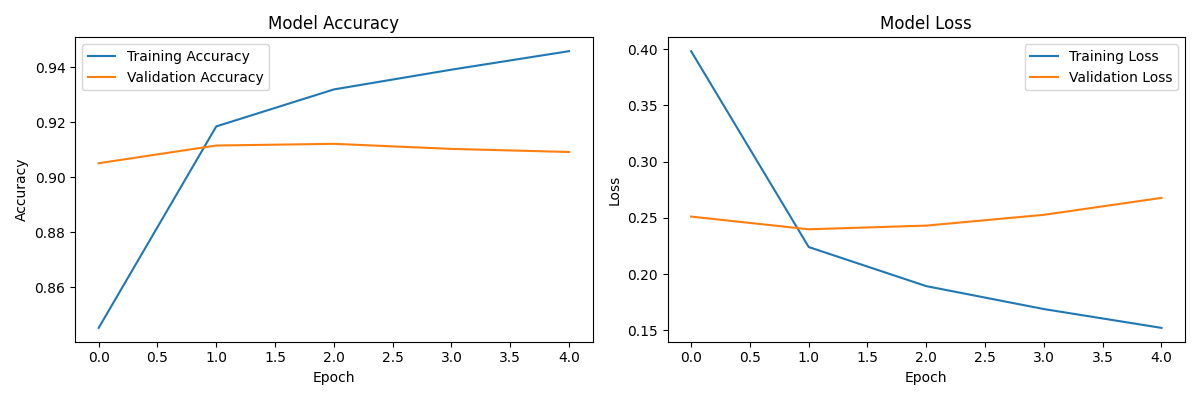 Model Accuracy
Training Accuracy
Validation Accuracy
0.94
0.92
0.90
0.88
0.86
Accuracy
0.0 0.5 1.0 1.5 2.0 2.5 3.0 3.5 4.0
Epoch
Model Loss
Training Loss
Validation Loss
0.40
0.35
0.30
0.25
0.20
0.15
Loss
0.0 0.5 1.0 1.5 2.0 2.5 3.0 3.5 4.0
Epoch